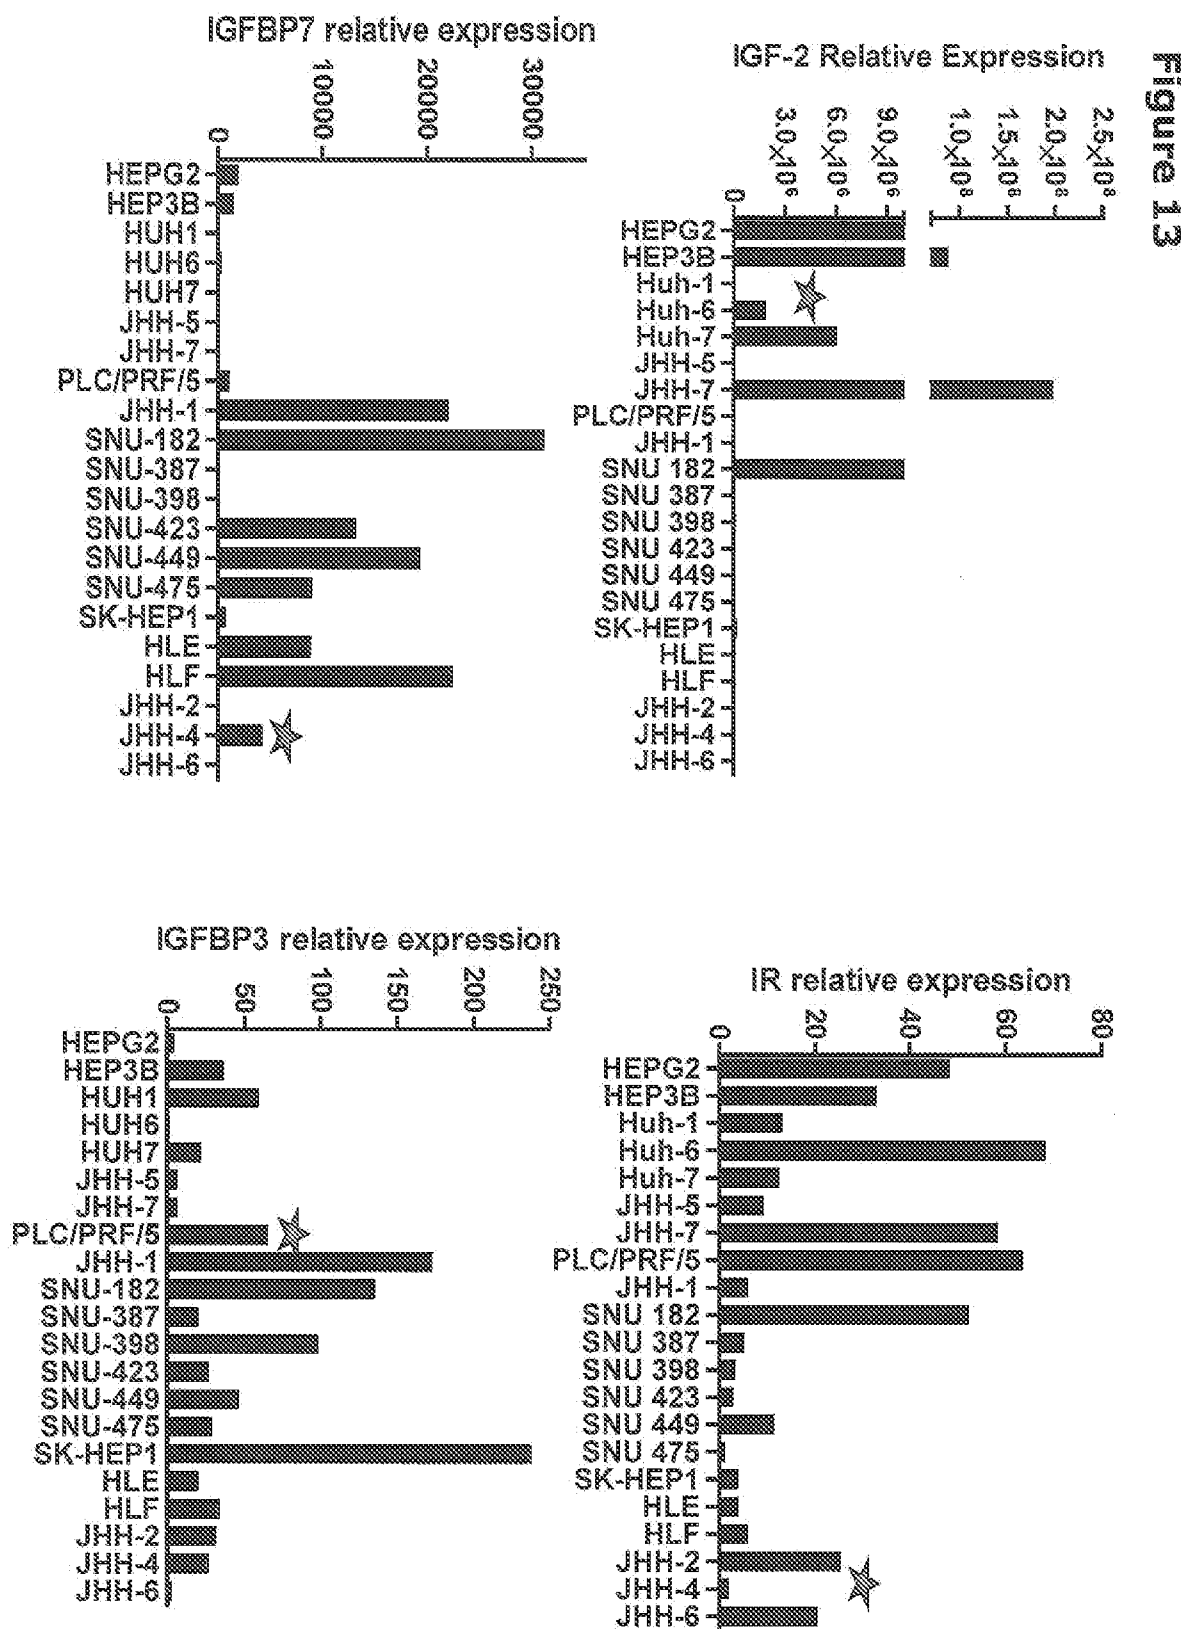 Figure 13
IGF-2 Relative Expression
2.5×10⁸
2.0×10⁸
1.5×10⁸
1.0×10⁸
9.0×10⁶
6.0×10⁶
3.0×10⁶
0
HEPG2
HEP3B
Huh-1
Huh-6
Huh-7
JHH-5
JHH-7
PLC/PRF/5
JHH-1
SNU 182
SNU 387
SNU 398
SNU 423
SNU 449
SNU 475
SK-HEP1
HLE
HLF
JHH-2
JHH-4
JHH-6
IR relative expression
80
60
40
20
0
HEPG2
HEP3B
Huh-1
Huh-6
Huh-7
JHH-5
JHH-7
PLC/PRF/5
JHH-1
SNU 182
SNU 387
SNU 398
SNU 423
SNU 449
SNU 475
SK-HEP1
HLE
HLF
JHH-2
JHH-4
JHH-6
IGFBP7 relative expression
30000
20000
10000
0
HEPG2
HEP3B
HUH1
HUH6
HUH7
JHH-5
JHH-7
PLC/PRF/5
JHH-1
SNU-182
SNU-387
SNU-398
SNU-423
SNU-449
SNU-475
SK-HEP1
HLE
HLF
JHH-2
JHH-4
JHH-6
IGFBP3 relative expression
250
200
150
100
50
0
HEPG2
HEP3B
HUH1
HUH6
HUH7
JHH-5
JHH-7
PLC/PRF/5
JHH-1
SNU-182
SNU-387
SNU-398
SNU-423
SNU-449
SNU-475
SK-HEP1
HLE
HLF
JHH-2
JHH-4
JHH-6